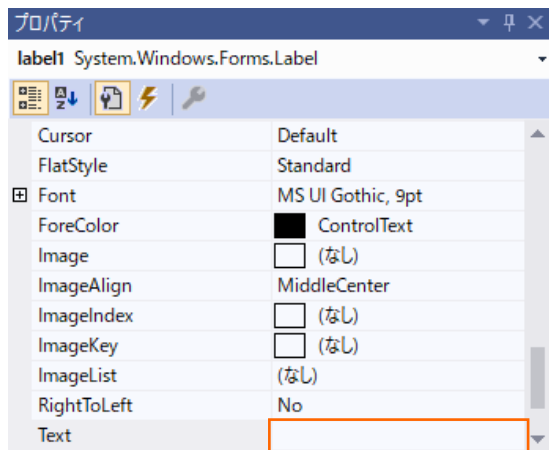 プロパティ
label1 System.Windows.Forms.Label
Cursor Default
FlatStyle Standard
Font MS UI Gothic, 9pt
ForeColor ControlText
Image (なし)
ImageAlign MiddleCenter
ImageIndex (なし)
ImageKey (なし)
ImageList (なし)
RightToLeft No
Text